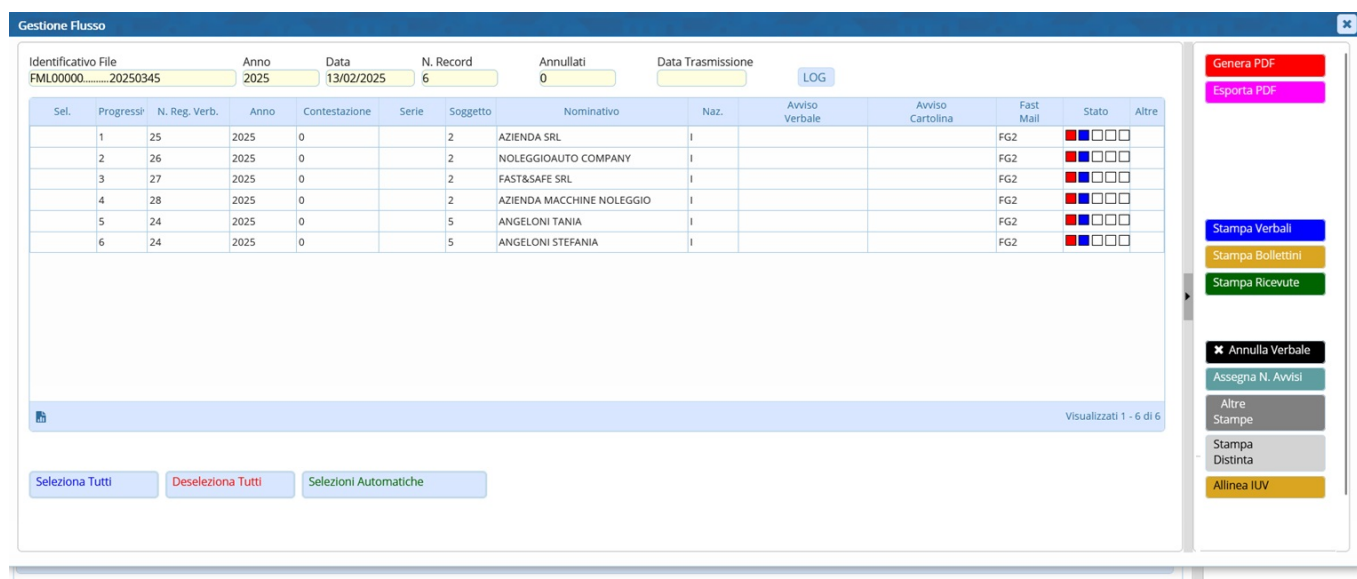 Gestione Flusso
Identificativo File Anno Data N. Record Annullati Data Trasmissione
FML00000..........20250345 2025 13/02/2025 6 0 LOG
Sel. Progressi N. Reg. Verb. Anno Contestazione Serie Soggetto Nominativo Naz. Avviso Verbale Avviso Cartolina Fast Mail Stato Altre
1 25 2025 0 2 AZIENDA SRL I FG2
2 26 2025 0 2 NOLEGGIOAUTO COMPANY I FG2
3 27 2025 0 2 FAST&SAFE SRL I FG2
4 28 2025 0 2 AZIENDA MACCHINE NOLEGGIO I FG2
5 24 2025 0 5 ANGELONI TANIA I FG2
6 24 2025 0 5 ANGELONI STEFANIA I FG2
Visualizzati 1 - 6 di 6
Seleziona Tutti Deseleziona Tutti Selezioni Automatiche
Genera PDF
Esporta PDF
Stampa Verbali
Stampa Bollettini
Stampa Ricevute
Annulla Verbale
Assegna N. Avvisi
Altre
Stampe
Stampa
Distinta
Allinea IUV